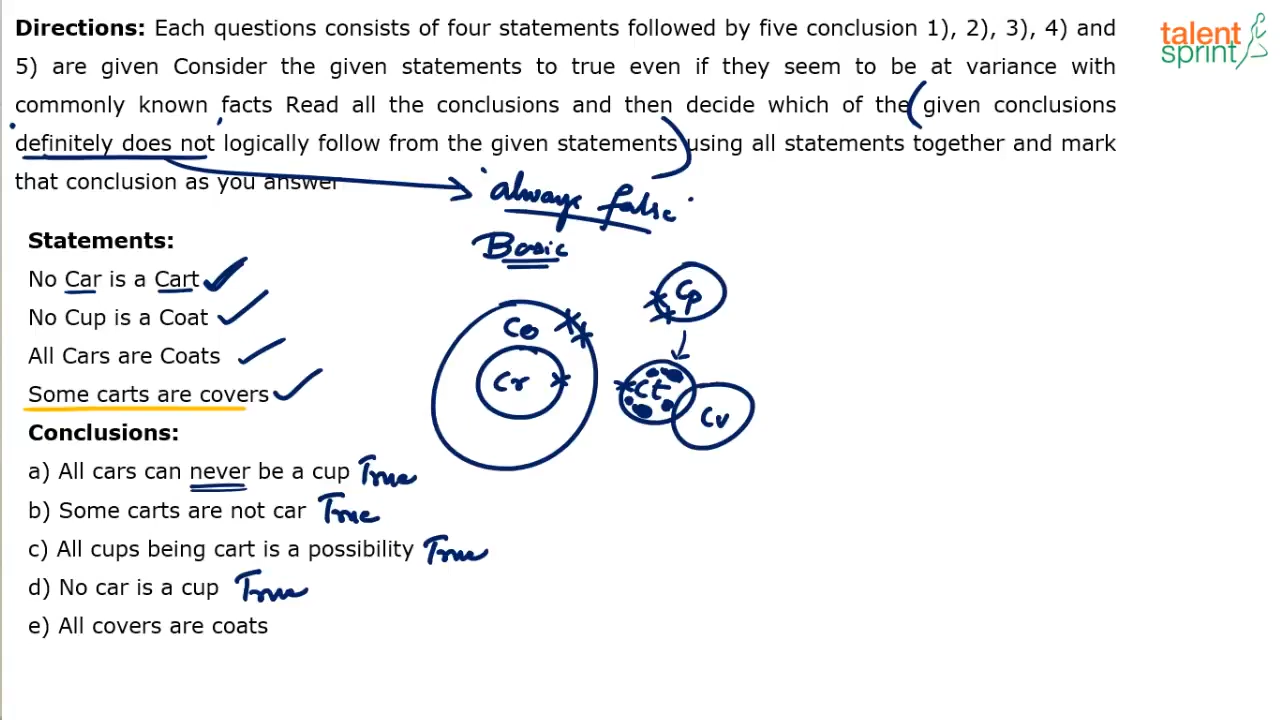 Directions: Each questions consists of four statements followed by five conclusion 1), 2), 3), 4) and
5) are given Consider the given statements to true even if they seem to be at variance with
commonly known facts Read all the conclusions and then decide which of the given conclusions
definitely does not logically follow from the given statements using all statements together and mark
that conclusion as you answer
talent
sprint
'always false'
Basic
Statements:
No Car is a Cart
No Cup is a Coat
All Cars are Coats
Some carts are covers
Co
Cr
Cp
Ct
Cv
Conclusions:
a) All cars can never be a cup True
b) Some carts are not car True
c) All cups being cart is a possibility True
d) No car is a cup True
e) All covers are coats